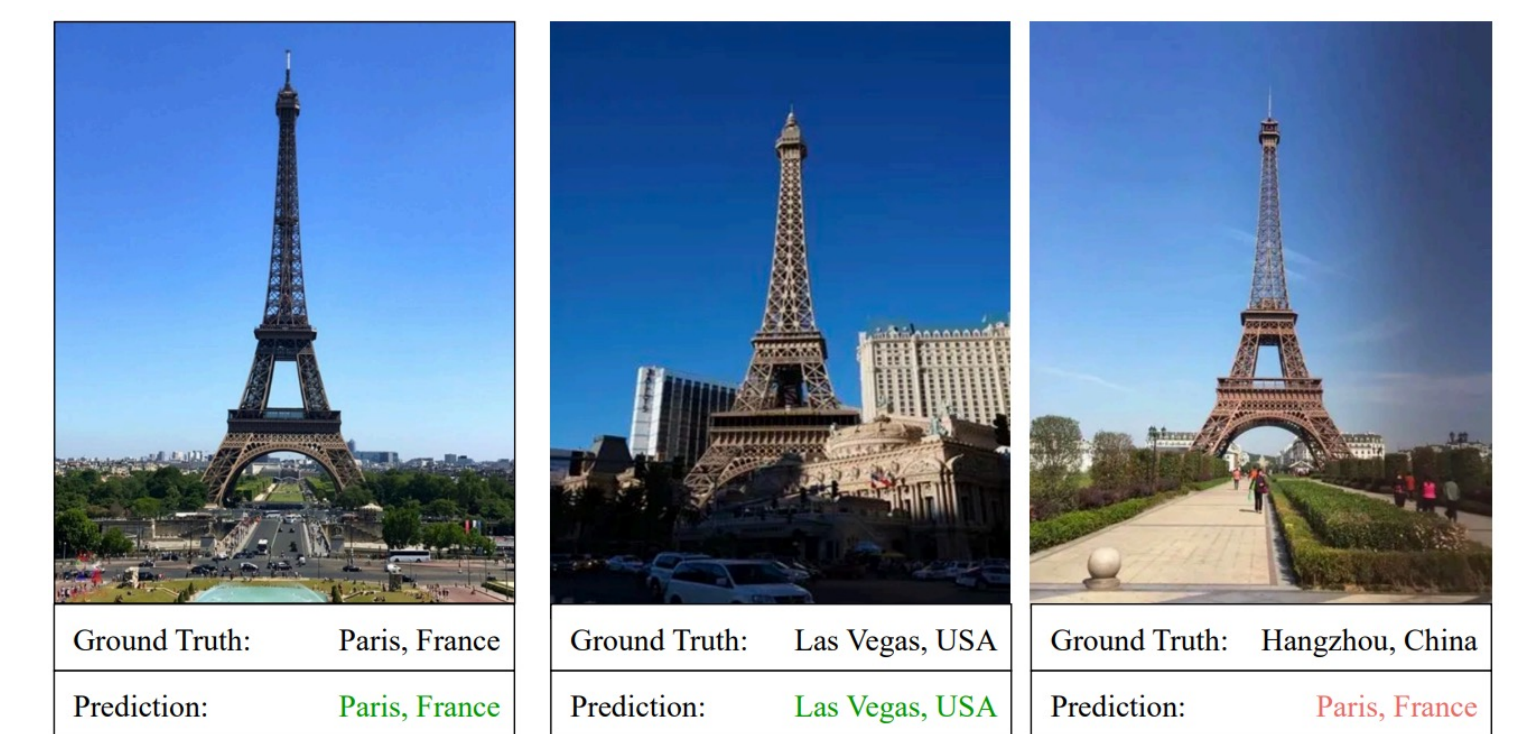 Ground Truth: Paris, France
Prediction: Paris, France
Ground Truth: Las Vegas, USA
Prediction: Las Vegas, USA
Ground Truth: Hangzhou, China
Prediction: Paris, France